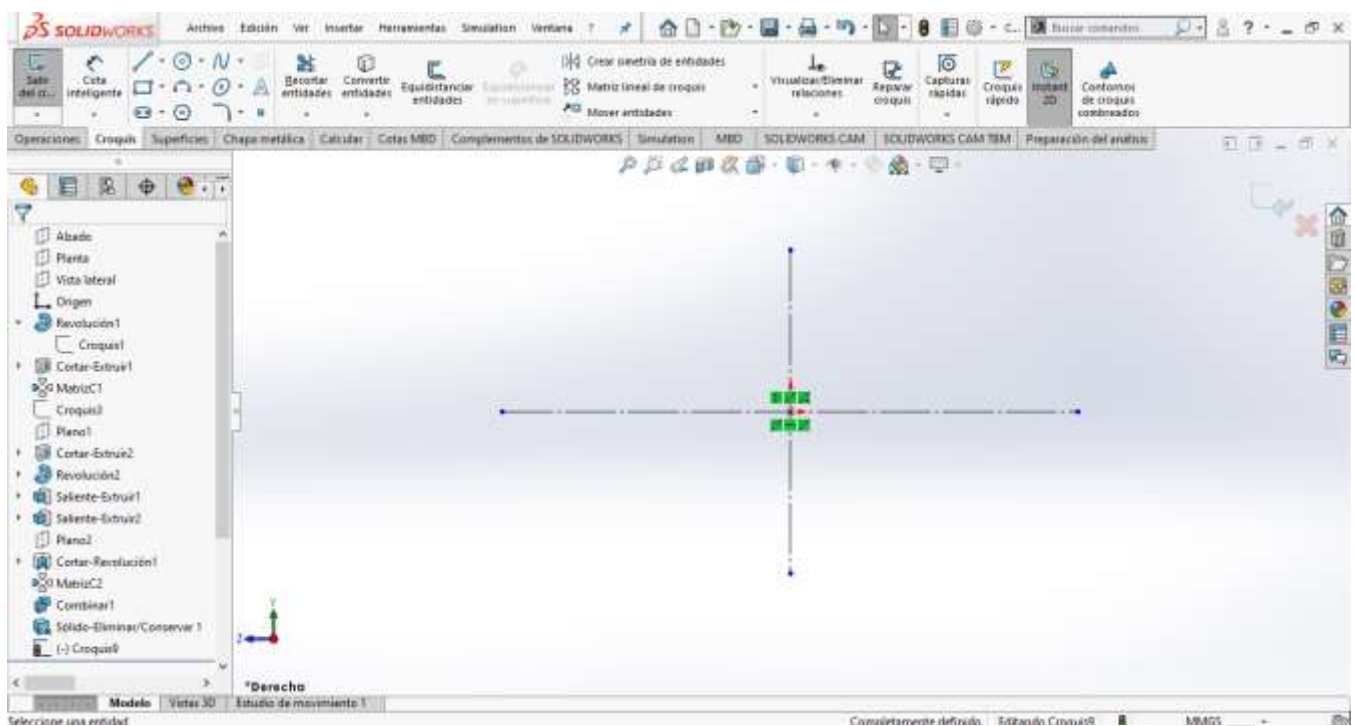 SOLIDWORKS Archivo Edición Ver Insertar Herramientas Simulation Ventana ? Buscar comandos
Salir del cr... Cota inteligente Recortar entidades Convertir entidades Equidistanciar entidades Crear simetría de entidades Matriz lineal de croquis Mover entidades Visualizar/Eliminar relaciones Reparar croquis Capturas rápidas Croquis rápido Instant 2D Contornos de croquis sombreados
Operaciones Croquis Superficies Chapa metálica Calcular Cotas MBD Complementos de SOLIDWORKS Simulation MBD SOLIDWORKS CAM SOLIDWORKS CAM TBM Preparación del análisis
Alzado
Planta
Vista lateral
Origen
Revolución1
Croquis1
Cortar-Extruir1
MatrizC1
Croquis3
Plano1
Cortar-Extruir2
Revolución2
Saliente-Extruir1
Saliente-Extruir2
Plano2
Cortar-Revolución1
MatrizC2
Combinar1
Sólido-Eliminar/Conservar 1
(-) Croquis9
Y
Z
*Derecha
Modelo Vistas 3D Estudio de movimiento 1
Seleccione una entidad Completamente definido Editando Croquis9 MMGS